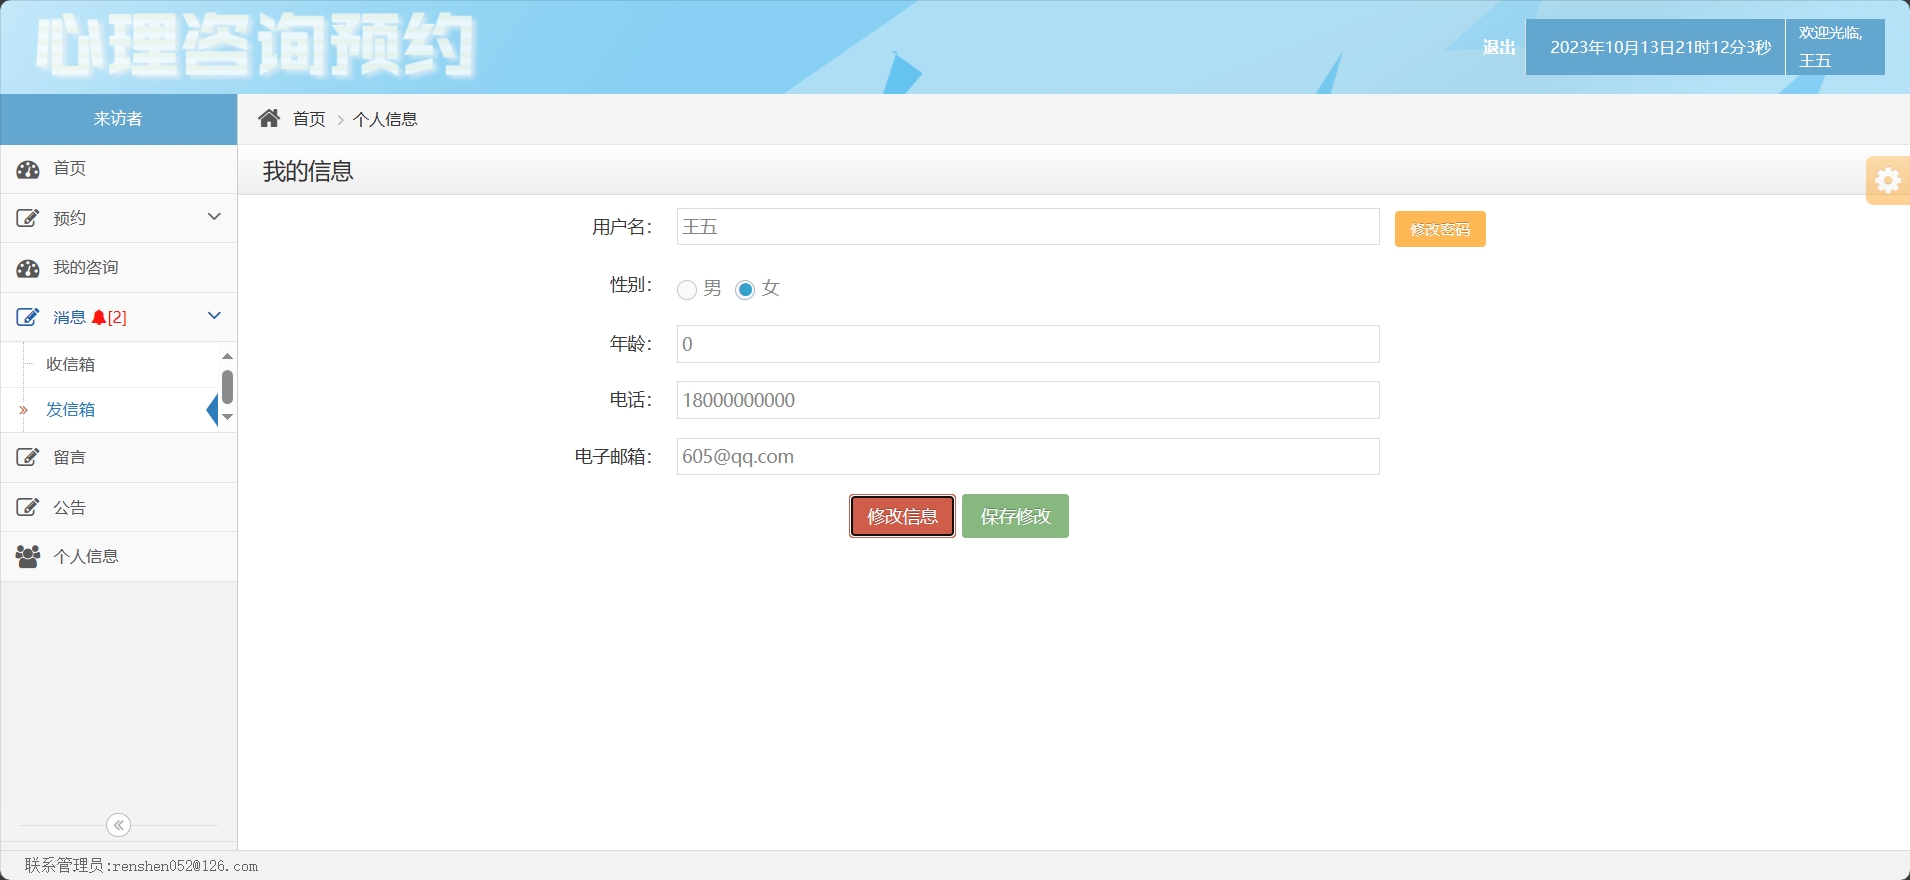 心理咨询预约
退出
2023年10月13日21时12分3秒
欢迎光临,
王五
来访者
首页
预约
我的咨询
消息 [2]
收信箱
发信箱
留言
公告
个人信息
首页 > 个人信息
我的信息
用户名： 王五 修改密码
性别： 男 女
年龄： 0
电话： 18000000000
电子邮箱： 605@qq.com
修改信息 保存修改
联系管理员:renshen052@126.com